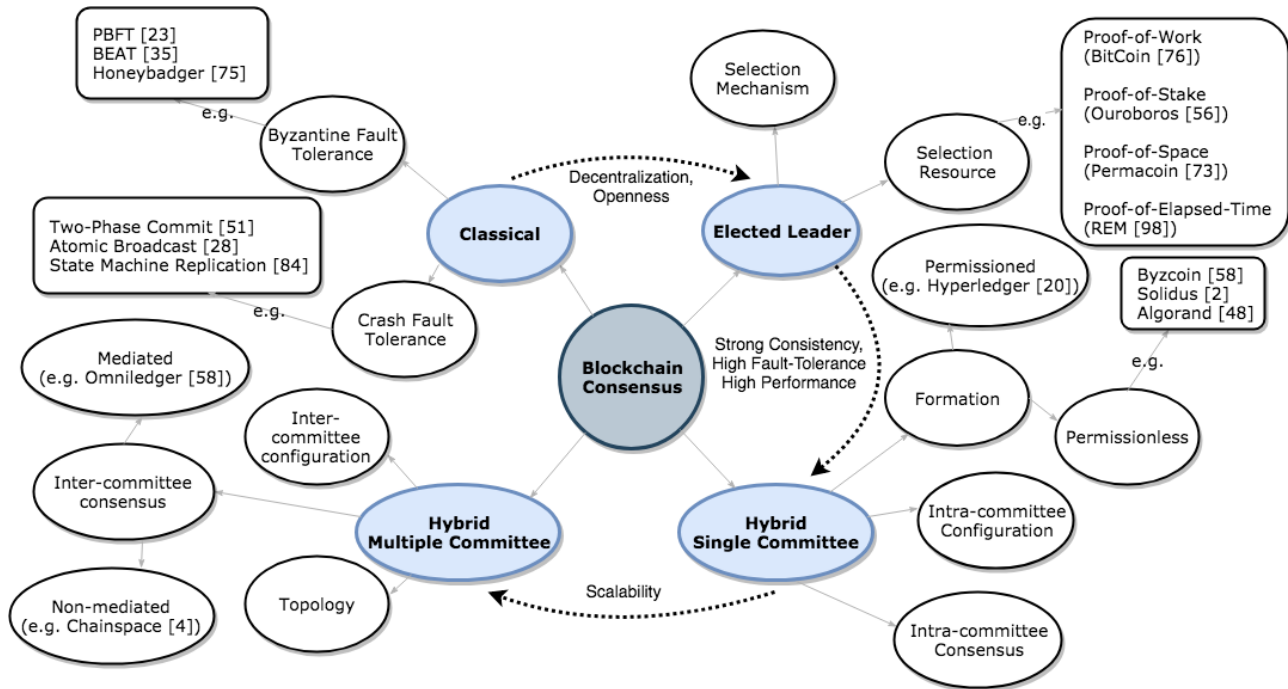 PBFT [23]
BEAT [35]
Honeybadger [75]
e.g.
Byzantine Fault
Tolerance
Selection
Mechanism
Proof-of-Work
(BitCoin [76])
Proof-of-Stake
(Ouroboros [56])
Proof-of-Space
(Permacoin [73])
Proof-of-Elapsed-Time
(REM [98])
e.g.
Selection
Resource
Decentralization,
Openness
Classical
Elected Leader
Two-Phase Commit [51]
Atomic Broadcast [28]
State Machine Replication [84]
e.g.
Crash Fault
Tolerance
Permissioned
(e.g. Hyperledger [20])
Byzcoin [58]
Solidus [2]
Algorand [48]
e.g.
Mediated
(e.g. Omniledger [58])
Blockchain
Consensus
Strong Consistency,
High Fault-Tolerance
High Performance
Formation
Permissionless
Inter-
committee
configuration
Inter-committee
consensus
Hybrid
Multiple Committee
Hybrid
Single Committee
Intra-committee
Configuration
Non-mediated
(e.g. Chainspace [4])
Topology
Scalability
Intra-committee
Consensus